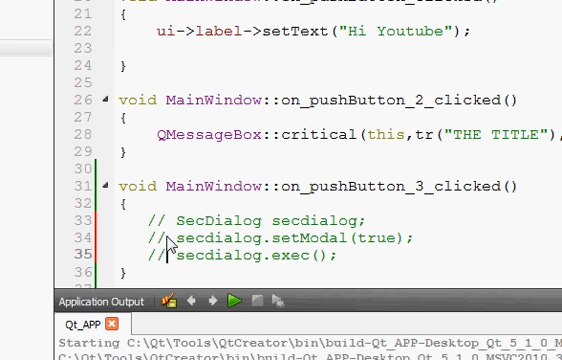 21 {
22 ui->label->setText("Hi Youtube");
23
24 }
25
26 void MainWindow::on_pushButton_2_clicked()
27 {
28 QMessageBox::critical(this,tr("THE TITLE"),
29 }
30
31 void MainWindow::on_pushButton_3_clicked()
32 {
33 // SecDialog secdialog;
34 // secdialog.setModal(true);
35 // secdialog.exec();
36 }
Application Output
Qt_APP
Starting C:\Qt\Tools\QtCreator\bin\build-Qt_APP-Desktop_Qt_5_1_0_MSVC2010_3